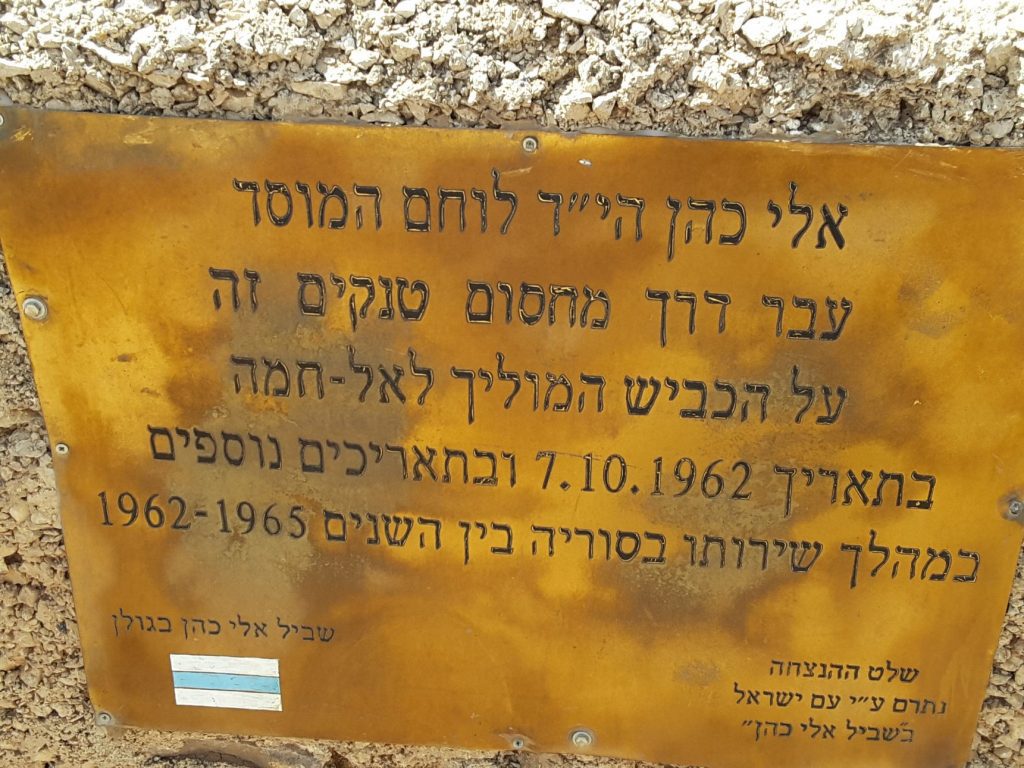 אלי כהן הי״ד לוחם המוסד
עבר דרך מחסום טנקים זה
על הכביש המוליך לאל-חמה
בתאריך 7.10.1962 ובתאריכים נוספים
במהלך שירותו בסוריה בין השנים 1962-1965
שביל אלי כהן בגולן
שלט ההנצחה
נתרם ע״י עם ישראל
ב״שביל אלי כהן״